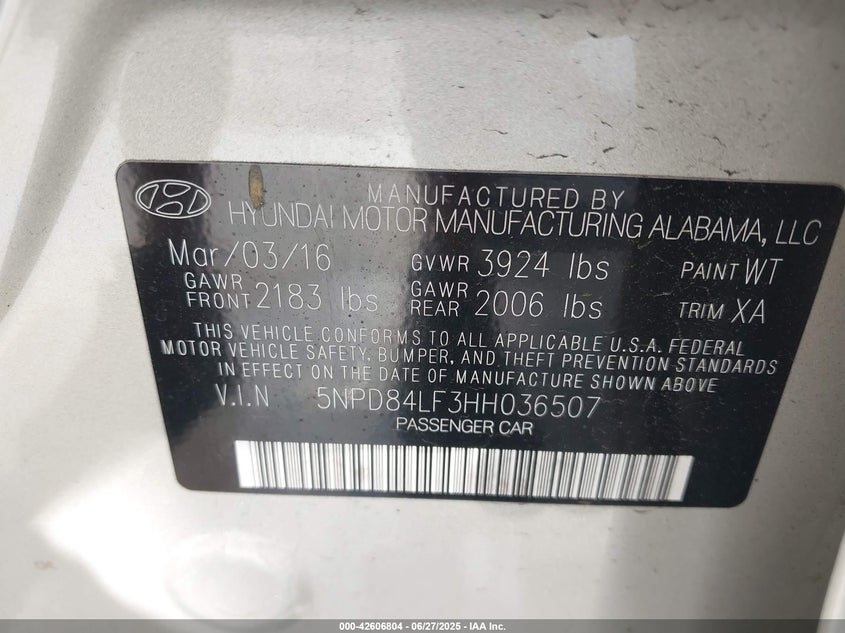 MANUFACTURED BY
HYUNDAI MOTOR MANUFACTURING ALABAMA, LLC
Mar/03/16 GVWR 3924 lbs PAINT WT
GAWR FRONT 2183 lbs GAWR REAR 2006 lbs TRIM XA
THIS VEHICLE CONFORMS TO ALL APPLICABLE U.S.A. FEDERAL
MOTOR VEHICLE SAFETY, BUMPER, AND THEFT PREVENTION STANDARDS
IN EFFECT ON THE DATE OF MANUFACTURE SHOWN ABOVE
V.I.N 5NPD84LF3HH036507
PASSENGER CAR
000-42606804 / 06/27/2025 - IAA Inc.